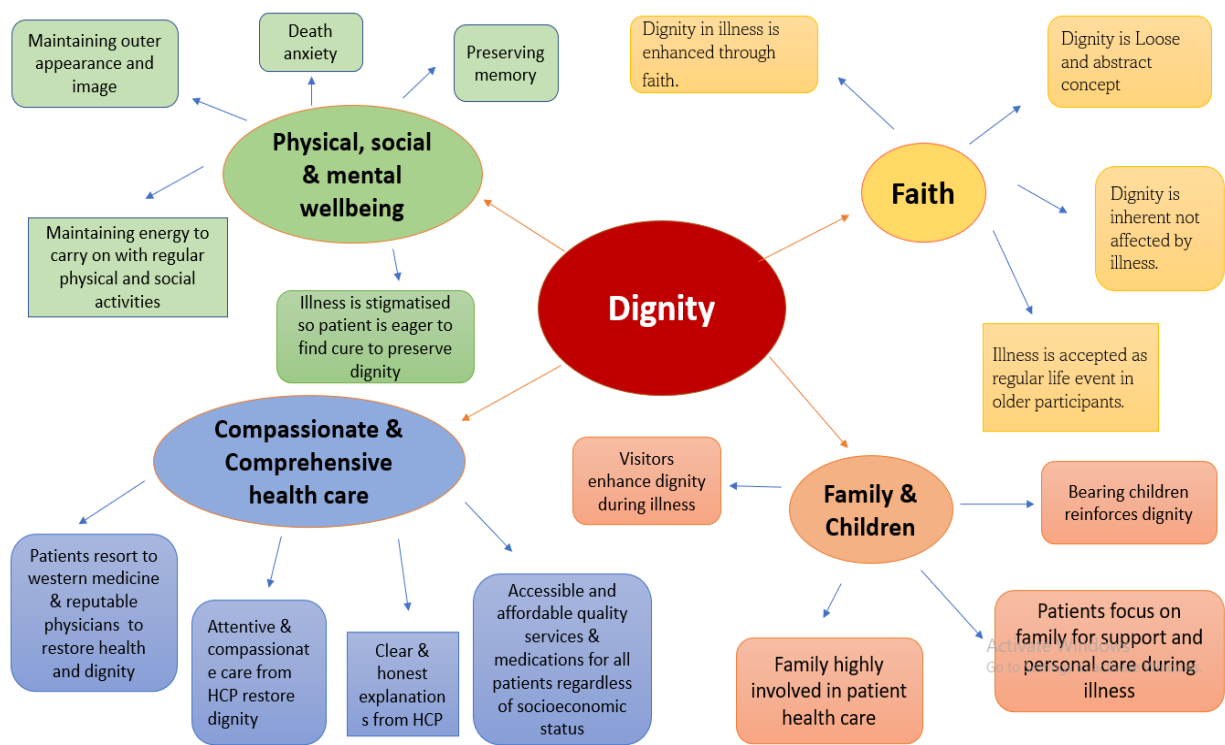 Maintaining outer
appearance and
image
Death
anxiety
Preserving
memory
Physical, social
& mental
wellbeing
Maintaining energy to
carry on with regular
physical and social
activities
Illness is stigmatised
so patient is eager to
find cure to preserve
dignity
Dignity in illness is
enhanced through
faith.
Dignity is Loose
and abstract
concept
Faith
Dignity is
inherent not
affected by
illness.
Illness is accepted as
regular life event in
older participants.
Dignity
Compassionate &
Comprehensive
health care
Patients resort to
western medicine
& reputable
physicians to
restore health
and dignity
Attentive &
compassionat
e care from
HCP restore
dignity
Clear &
honest
explanation
s from HCP
Accessible and
affordable quality
services &
medications for all
patients regardless
of socioeconomic
status
Visitors
enhance dignity
during illness
Family &
Children
Bearing children
reinforces dignity
Family highly
involved in patient
health care
Patients focus on
family for support and
personal care during
illness
Activate Windows
Go to